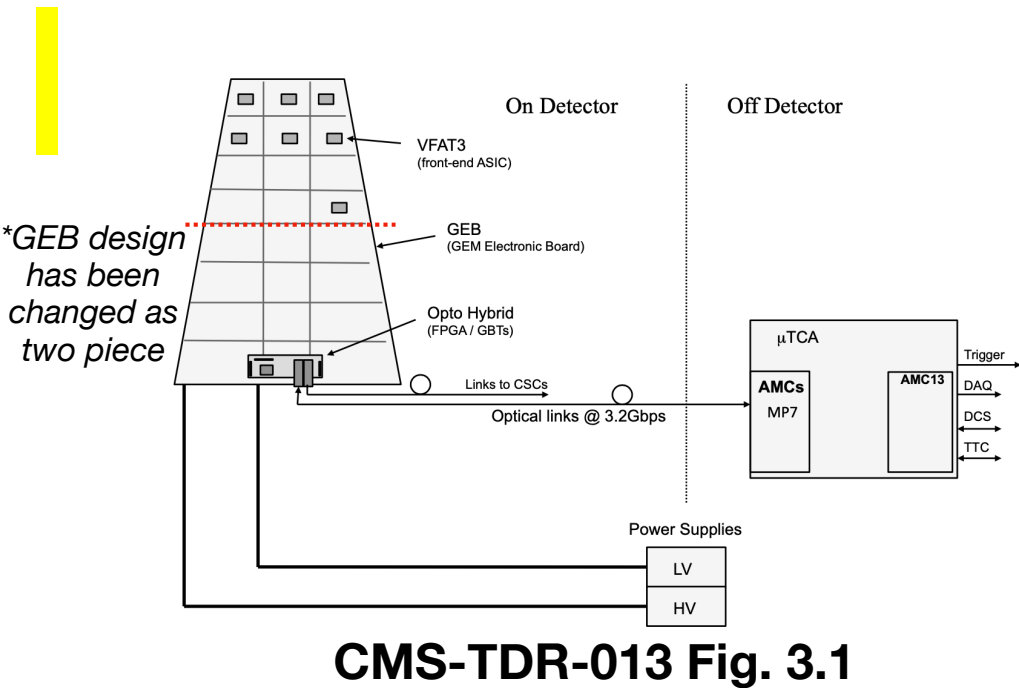 On Detector
Off Detector
VFAT3
(front-end ASIC)
*GEB design
has been
changed as
two piece
GEB
(GEM Electronic Board)
Opto Hybrid
(FPGA / GBTs)
Links to CSCs
Optical links @ 3.2Gbps
μTCA
AMCs
MP7
AMC13
Trigger
DAQ
DCS
TTC
Power Supplies
LV
HV
CMS-TDR-013 Fig. 3.1